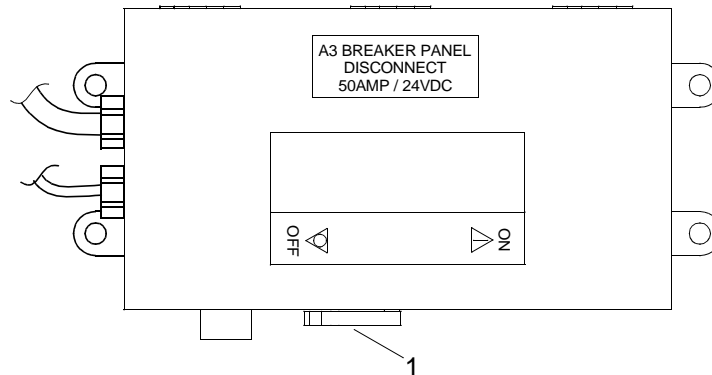 A3 BREAKER PANEL
DISCONNECT
50AMP / 24VDC
OFF
ON
1